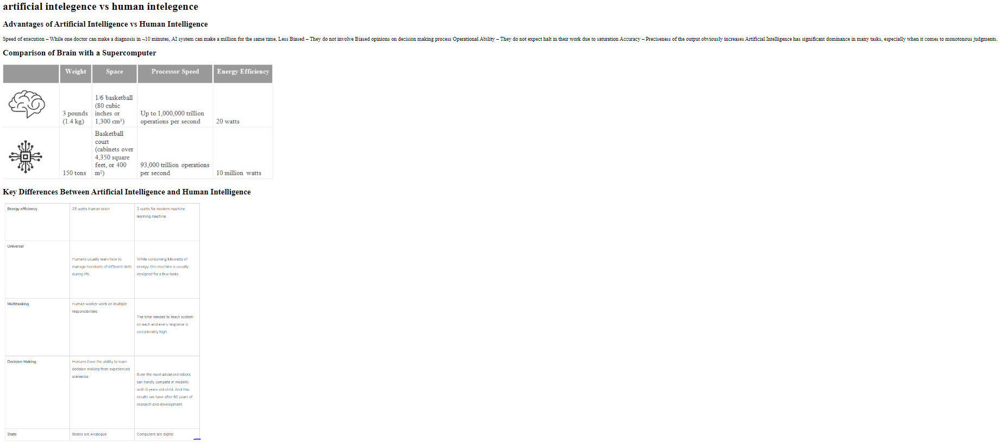 artificial intelegence vs human intelegence
Advantages of Artificial Intelligence vs Human Intelligence
Speed of execution – While one doctor can make a diagnosis in ~10 minutes, AI system can make a million for the same time. Less Biased – They do not involve Biased opinions on decision making process Operational Ability – They do not expect halt in their work due to saturation Accuracy – Preciseness of the output obviously increases Artificial Intelligence has significant dominance in many tasks, especially when it comes to monotonous judgments.
Comparison of Brain with a Supercomputer
Weight Space Processor Speed Energy Efficiency
3 pounds
(1.4 kg)
1/6 basketball
(80 cubic
inches or
1,300 cm³)
Up to 1,000,000 trillion
operations per second
20 watts
150 tons
Basketball
court
(cabinets over
4,350 square
feet, or 400
m²)
93,000 trillion operations
per second
10 million watts
Key Differences Between Artificial Intelligence and Human Intelligence
Energy efficiency
25 watts human brain
2 watts for modern machine
learning machine
Universal
Humans usually learn how to
manage hundreds of different skills
during life.
While consuming kilowatts of
energy, this machine is usually
designed for a few tasks.
Multitasking
Human worker work on multiple
responsibilities
The time needed to teach system
on each and every response is
considerably high
Decision Making
Humans have the ability to learn
decision making from experienced
scenarios.
Even the most advanced robots
can hardly compete in mobility
with 6 years old child. And this
results we have after 60 years of
research and development.
State
Brains are Analogue
Computers are digital